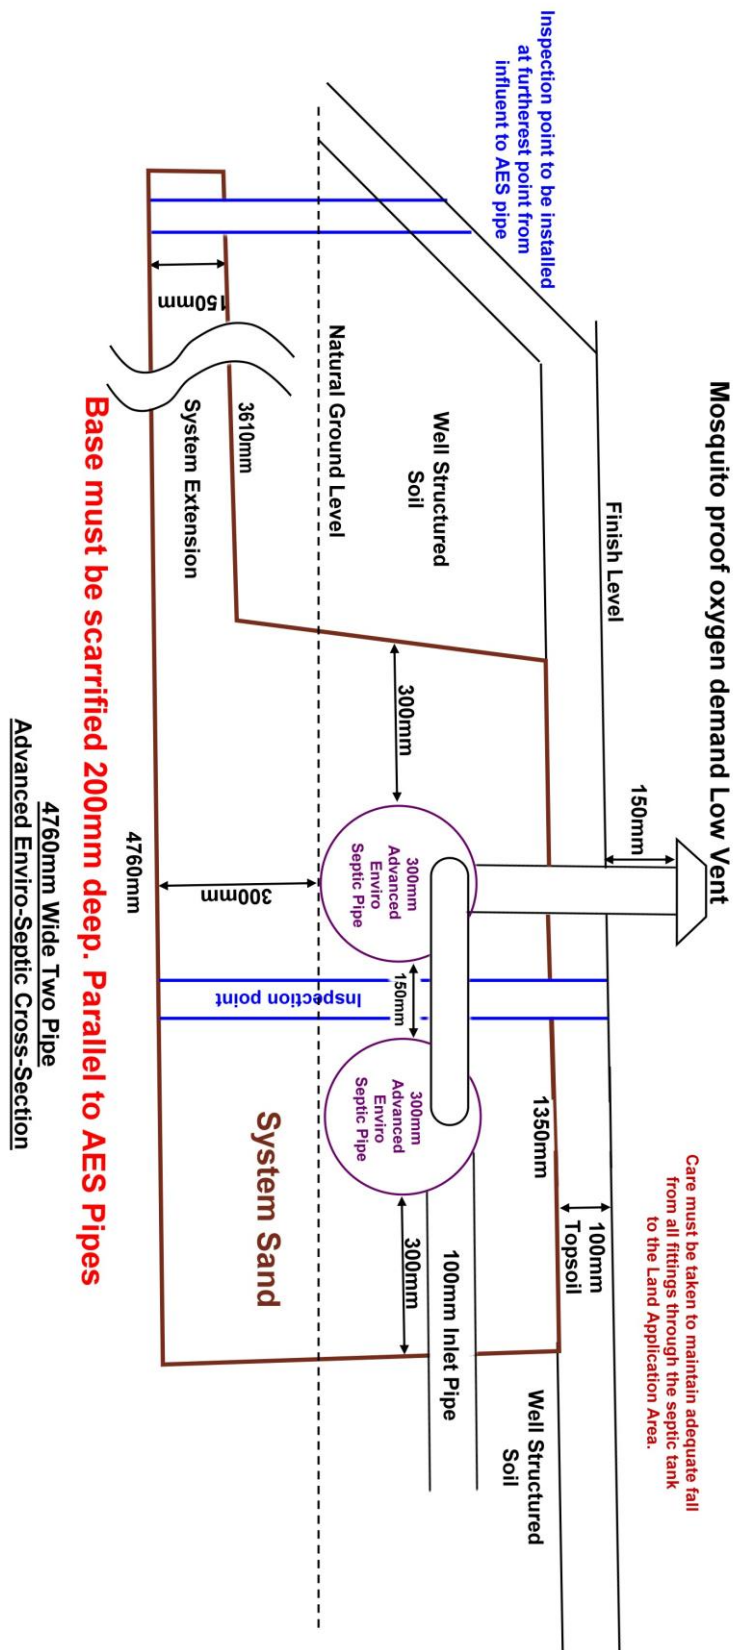 Mosquito proof oxygen demand Low Vent
Inspection point to be installed
at furtherest point from
influent to AES pipe
Care must be taken to maintain adequate fall
from all fittings through the septic tank
to the Land Application Area.
150mm
Finish Level
100mm
Topsoil
1350mm
Well Structured
Soil
Well Structured
Soil
100mm Inlet Pipe
300mm
300mm
Advanced
Enviro
Septic Pipe
150mm
300mm
Advanced
Enviro
Septic Pipe
300mm
Natural Ground Level
Inspection point
300mm
System Sand
3610mm
150mm
System Extension
4760mm
Base must be scarrified 200mm deep. Parallel to AES Pipes
4760mm Wide Two Pipe
Advanced Enviro-Septic Cross-Section